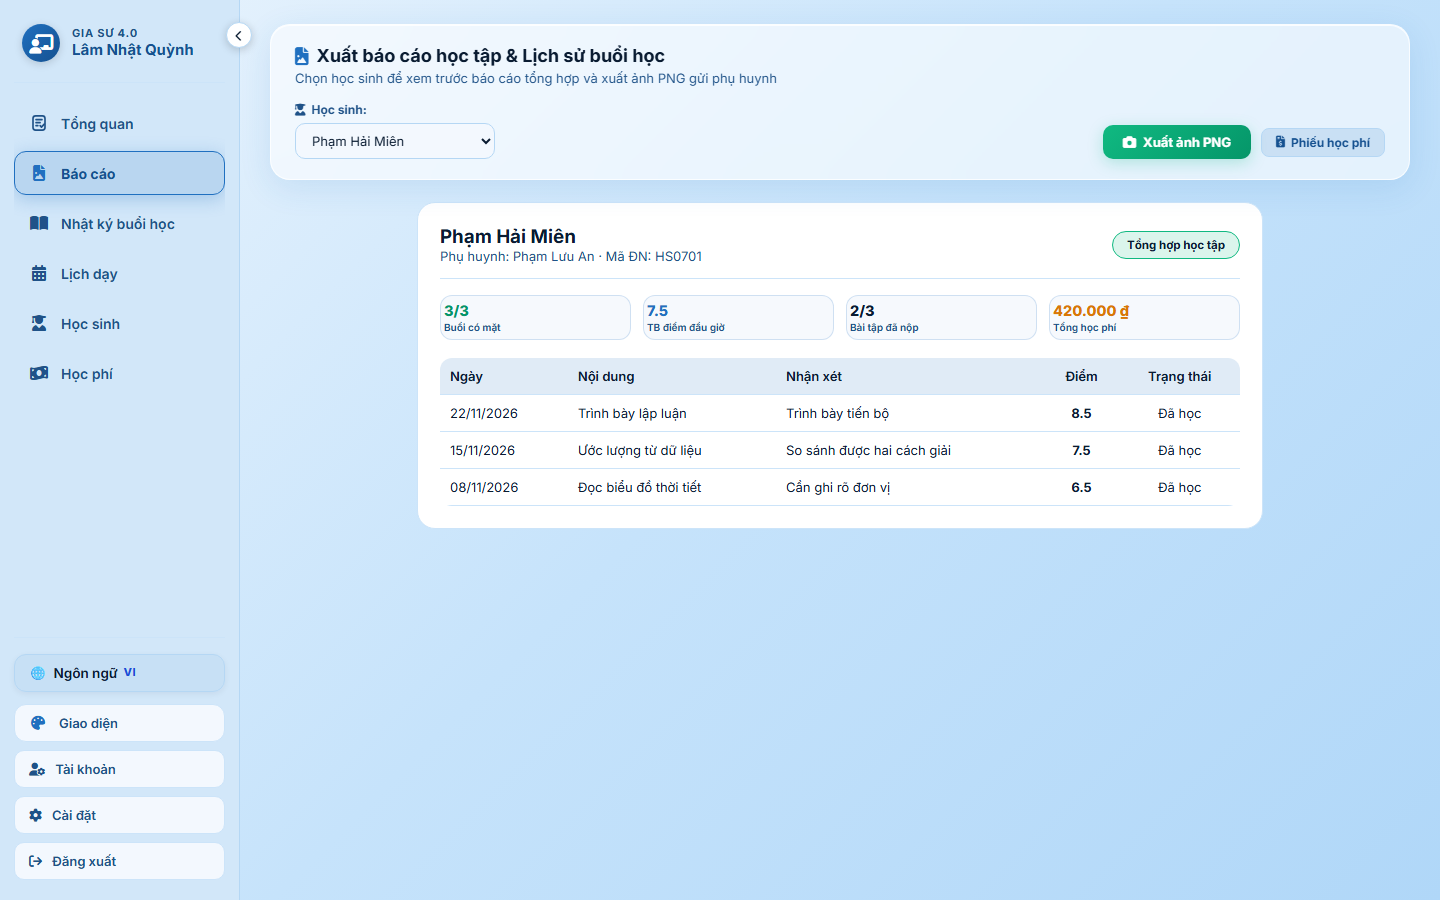 GIA SƯ 4.0
Lâm Nhật Quỳnh
Tổng quan
Báo cáo
Nhật ký buổi học
Lịch dạy
Học sinh
Học phí
🌐 Ngôn ngữ VI
Giao diện
Tài khoản
Cài đặt
Đăng xuất
Xuất báo cáo học tập & Lịch sử buổi học
Chọn học sinh để xem trước báo cáo tổng hợp và xuất ảnh PNG gửi phụ huynh
Học sinh:
Phạm Hải Miên
Xuất ảnh PNG
Phiếu học phí
Phạm Hải Miên
Phụ huynh: Phạm Lưu An · Mã ĐN: HS0701
Tổng hợp học tập
3/3
Buổi có mặt
7.5
TB điểm đầu giờ
2/3
Bài tập đã nộp
420.000 ₫
Tổng học phí
Ngày Nội dung Nhận xét Điểm Trạng thái
22/11/2026 Trình bày lập luận Trình bày tiến bộ 8.5 Đã học
15/11/2026 Ước lượng từ dữ liệu So sánh được hai cách giải 7.5 Đã học
08/11/2026 Đọc biểu đồ thời tiết Cần ghi rõ đơn vị 6.5 Đã học